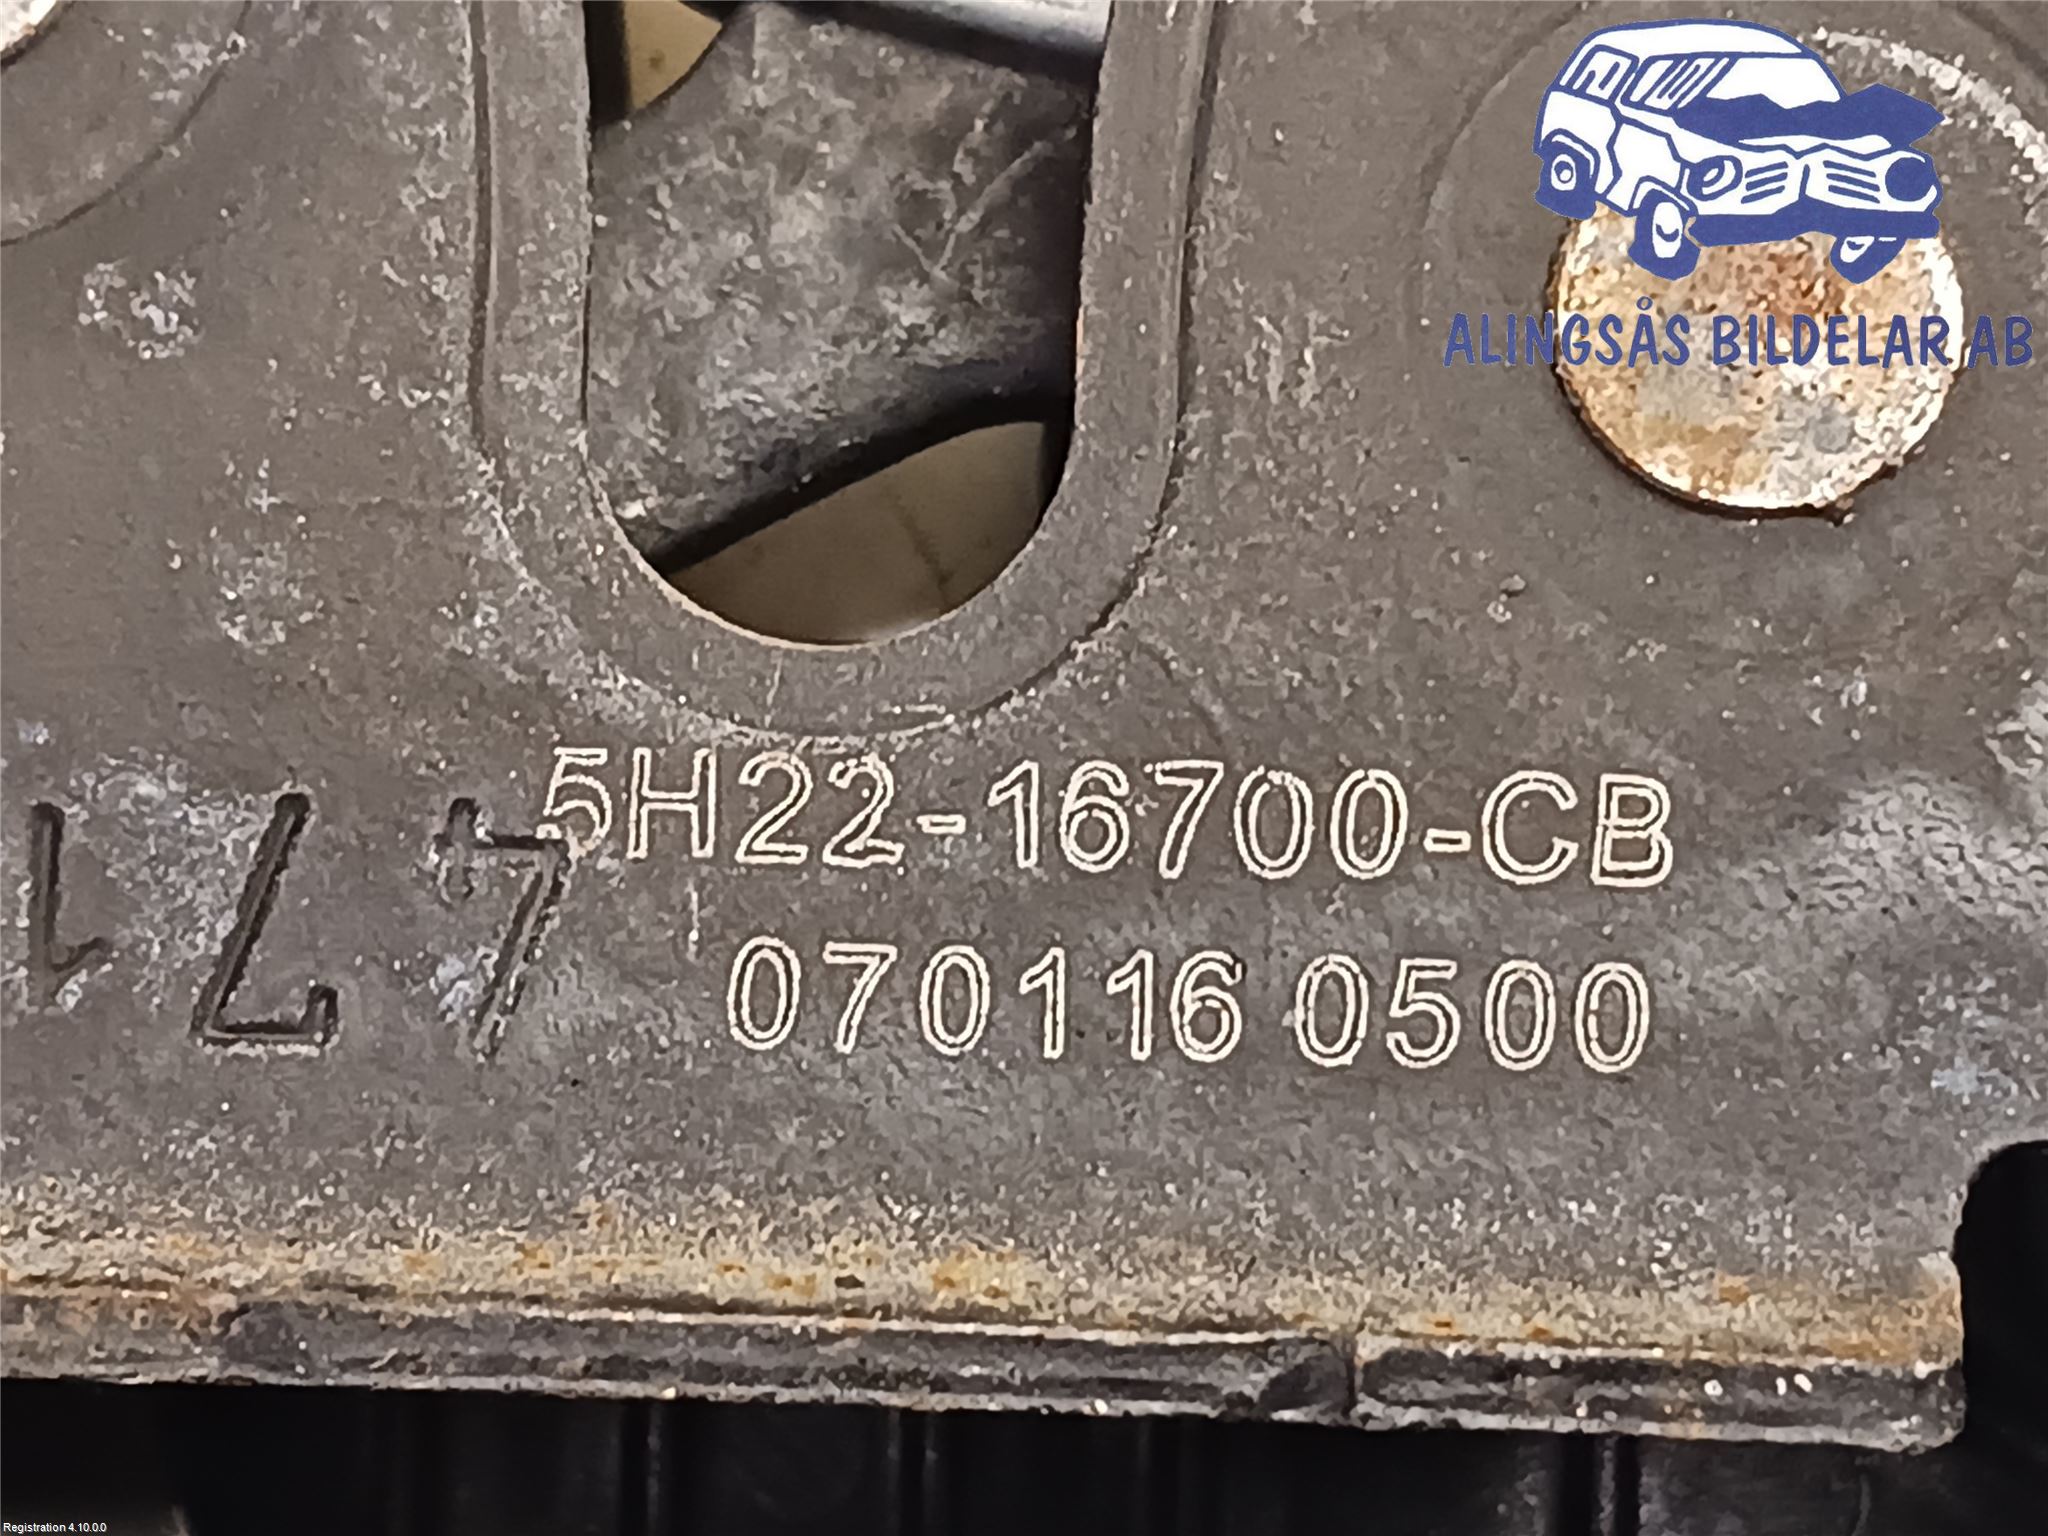 ALINGSÅS BILDELAR AB
5H22-16700-CB
070116 0500
Registration 4.10.0.0